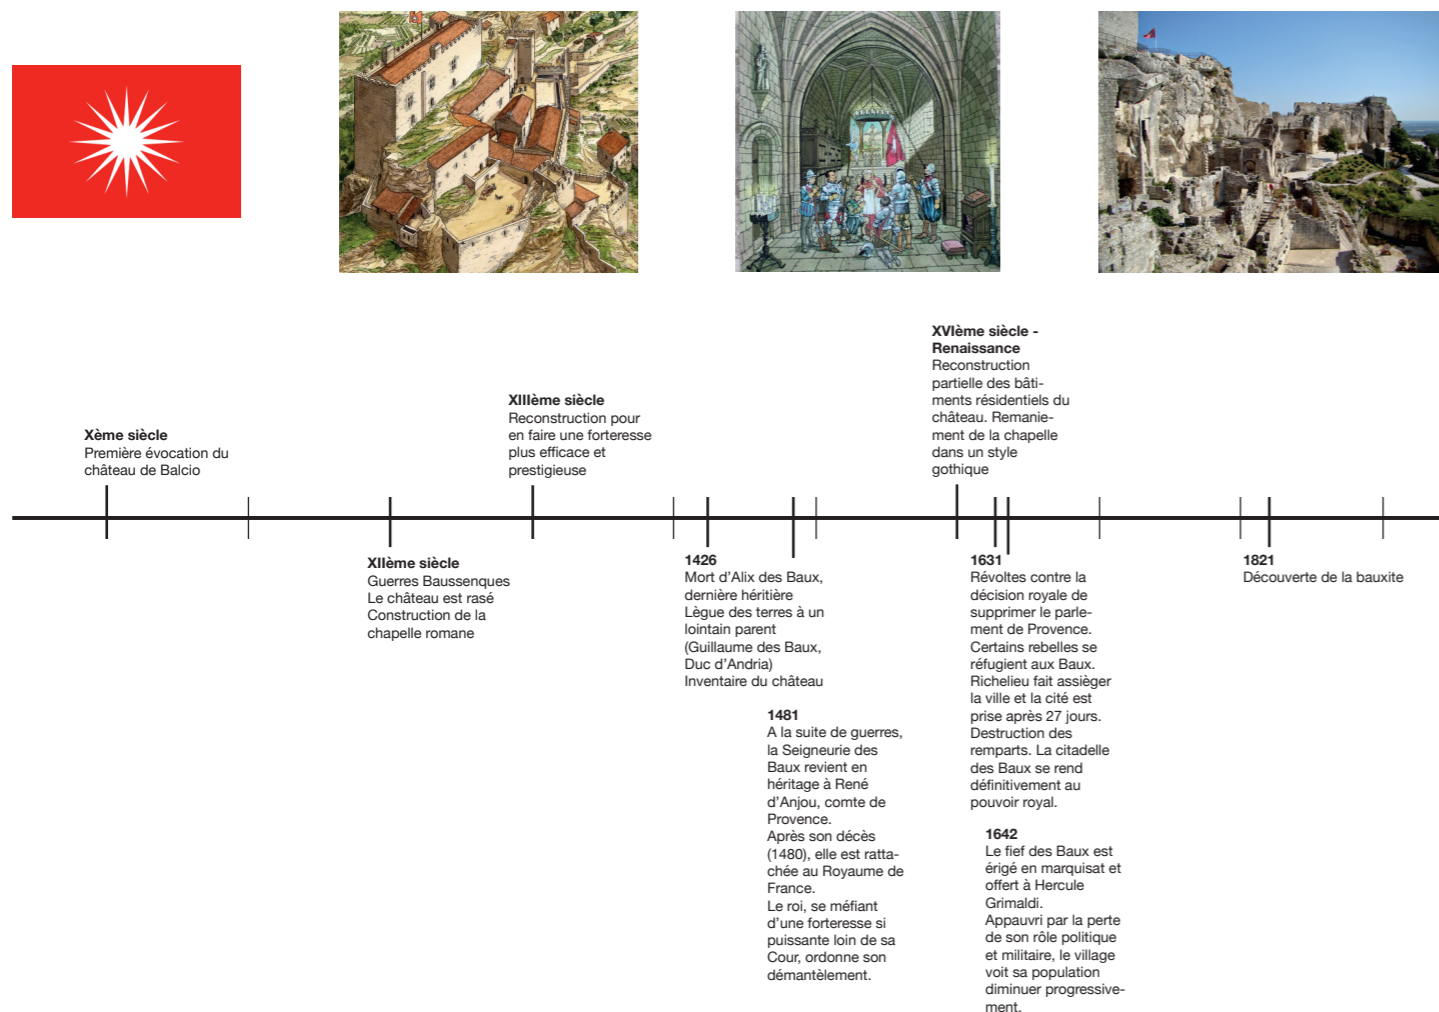 Xème siècle
Première évocation du
château de Balcio
XIIème siècle
Guerres Baussenques
Le château est rasé
Construction de la
chapelle romane
XIIIème siècle
Reconstruction pour
en faire une forteresse
plus efficace et
prestigieuse
1426
Mort d’Alix des Baux,
dernière héritière
Lègue des terres à un
lointain parent
(Guillaume des Baux,
Duc d’Andria)
Inventaire du château
1481
A la suite de guerres,
la Seigneurie des
Baux revient en
héritage à René
d’Anjou, comte de
Provence.
Après son décès
(1480), elle est ratta-
chée au Royaume de
France.
Le roi, se méfiant
d’une forteresse si
puissante loin de sa
Cour, ordonne son
démantèlement.
XVIème siècle -
Renaissance
Reconstruction
partielle des bâti-
ments résidentiels du
château. Remanie-
ment de la chapelle
dans un style
gothique
1631
Révoltes contre la
décision royale de
supprimer le parle-
ment de Provence.
Certains rebelles se
réfugient aux Baux.
Richelieu fait assièger
la ville et la cité est
prise après 27 jours.
Destruction des
remparts. La citadelle
des Baux se rend
définitivement au
pouvoir royal.
1642
Le fief des Baux est
érigé en marquisat et
offert à Hercule
Grimaldi.
Appauvri par la perte
de son rôle politique
et militaire, le village
voit sa population
diminuer progressive-
ment.
1821
Découverte de la bauxite